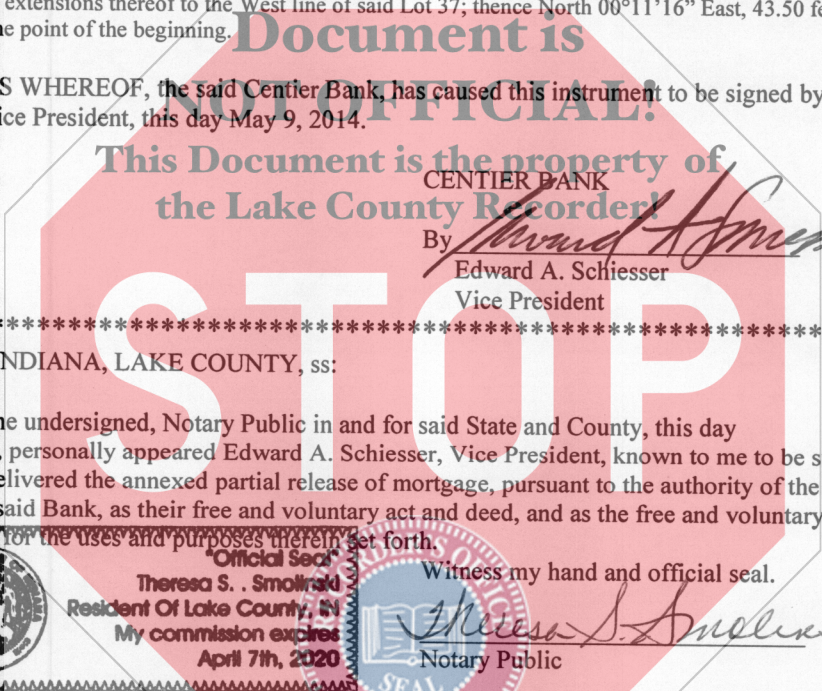 extensions thereof to the West line of said Lot 37; thence North 00°11'16” East, 43.50 fe
e point of the beginning.
Document is
NOT OFFICIAL!
S WHEREOF, the said Centier Bank, has caused this instrument to be signed by
ice President, this day May 9, 2014.
This Document is the property of
the Lake County Recorder!
CENTIER BANK
By
Edward A. Schiesser
Vice President
STOP
NDIANA, LAKE COUNTY, ss:
e undersigned, Notary Public in and for said State and County, this day
, personally appeared Edward A. Schiesser, Vice President, known to me to be s
elivered the annexed partial release of mortgage, pursuant to the authority of the
said Bank, as their free and voluntary act and deed, and as the free and voluntary
for the uses and purposes therein set forth.
"Official Seal"
Theresa S. . Smolinski
Resident Of Lake County, IN
My commission expires
April 7th, 2020
Witness my hand and official seal.
Theresa S. Smolins
Notary Public
SEAL